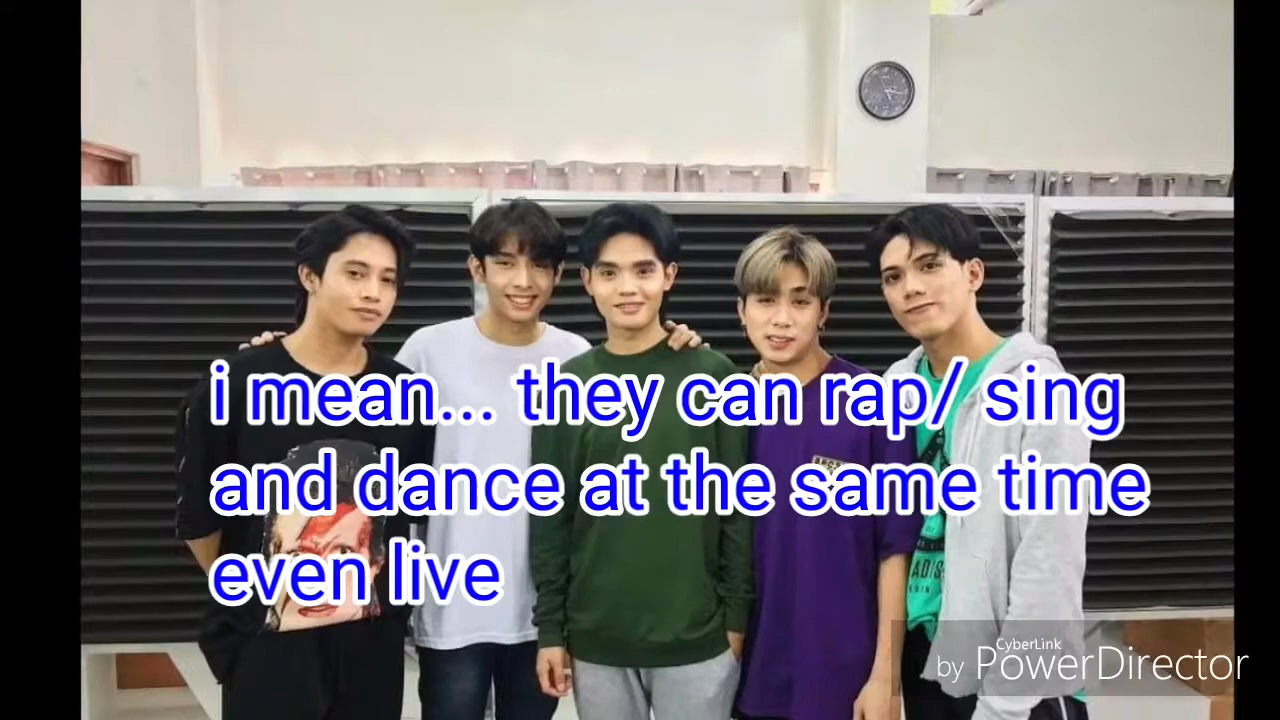 i mean... they can rap/ sing
and dance at the same time
even live
CyberLink
by PowerDirector